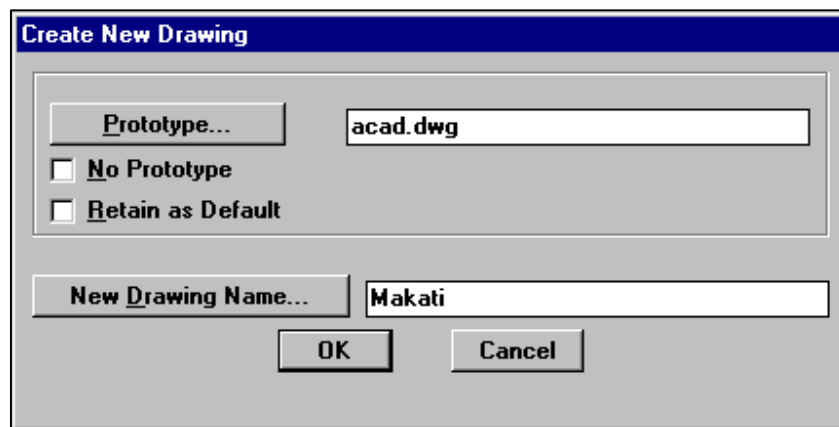 Create New Drawing
Prototype... acad.dwg
No Prototype
Retain as Default
New Drawing Name... Makati
OK Cancel